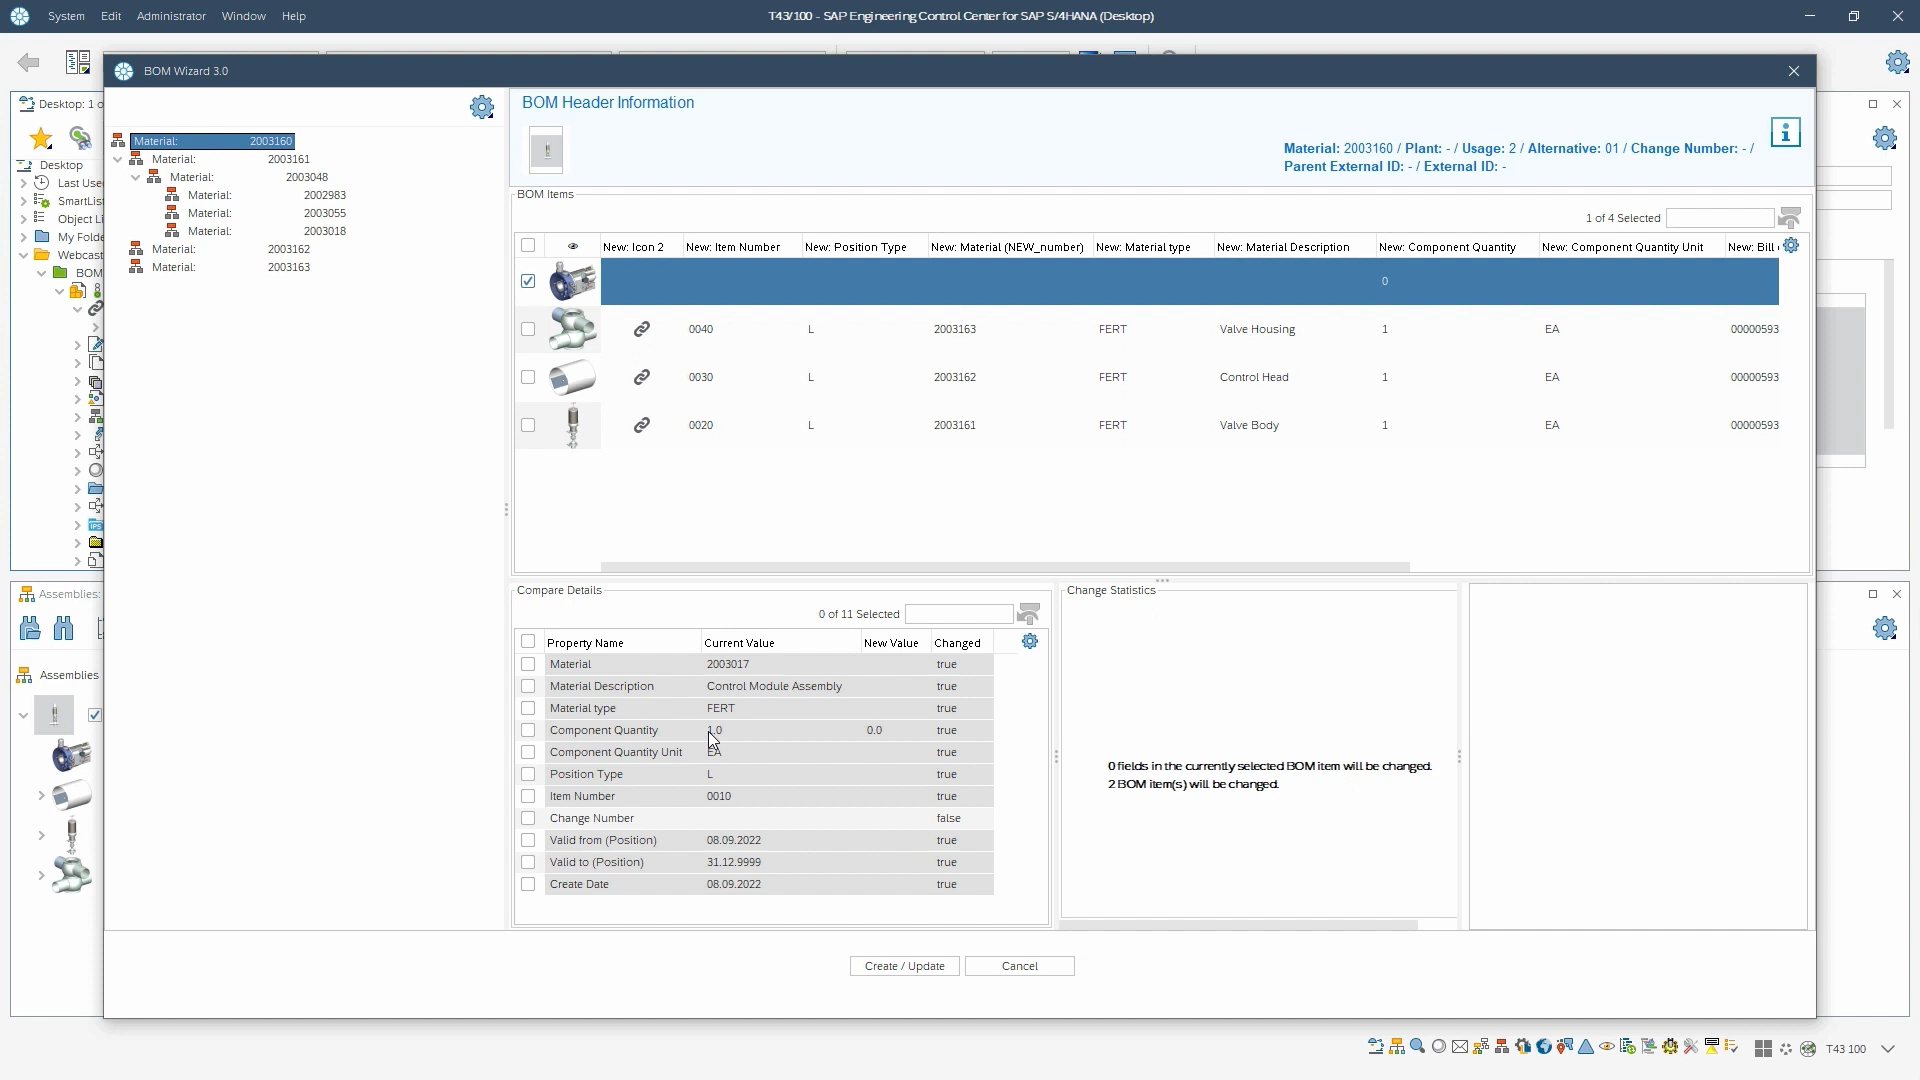 System Edit Administrator Window Help
T43/100 - SAP Engineering Control Center for SAP S/4HANA (Desktop)
BOM Wizard 3.0
Desktop: 1 o
Desktop
Last Use
SmartList
Object Li
My Folde
Webcast
BOM
IPS
Assemblies:
Assemblies
Material: 2003160
Material: 2003161
Material: 2003048
Material: 2002983
Material: 2003055
Material: 2003018
Material: 2003162
Material: 2003163
BOM Header Information
Material: 2003160 / Plant: - / Usage: 2 / Alternative: 01 / Change Number: - /
Parent External ID: - / External ID: -
BOM Items
1 of 4 Selected
New: Icon 2 New: Item Number New: Position Type New: Material (NEW_number) New: Material type New: Material Description New: Component Quantity New: Component Quantity Unit New: Bill
0
0040 L 2003163 FERT Valve Housing 1 EA 00000593
0030 L 2003162 FERT Control Head 1 EA 00000593
0020 L 2003161 FERT Valve Body 1 EA 00000593
Compare Details
0 of 11 Selected
Property Name Current Value New Value Changed
Material 2003017 true
Material Description Control Module Assembly true
Material type FERT true
Component Quantity 1.0 0.0 true
Component Quantity Unit EA true
Position Type L true
Item Number 0010 true
Change Number false
Valid from (Position) 08.09.2022 true
Valid to (Position) 31.12.9999 true
Create Date 08.09.2022 true
Change Statistics
0 fields in the currently selected BOM item will be changed.
2 BOM item(s) will be changed.
Create / Update Cancel
T43 100